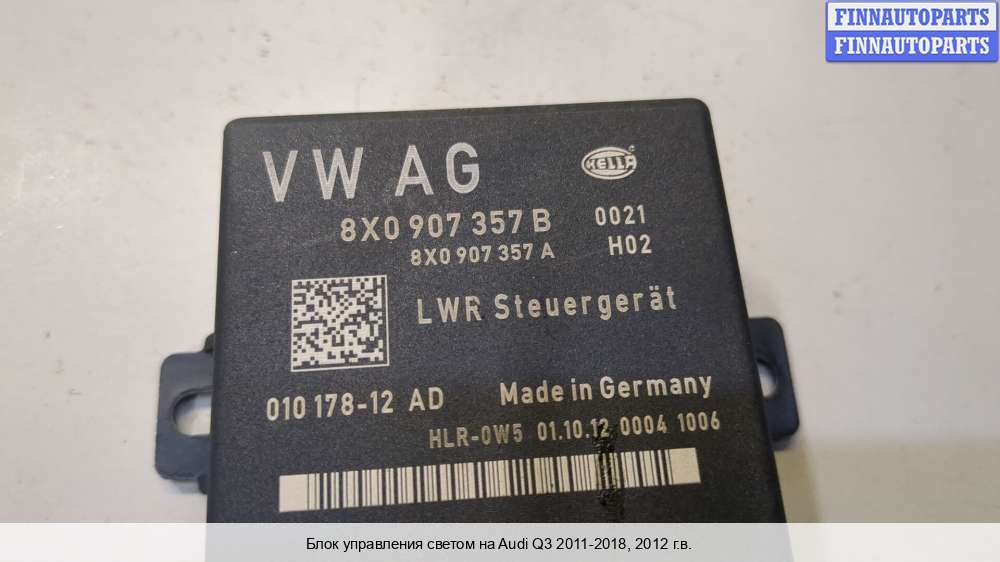 FINNAUTOPARTS
FINNAUTOPARTS
VW AG
HELLA
8X0 907 357 B 0021
8X0 907 357 A H02
LWR Steuergerät
010 178-12 AD Made in Germany
HLR-0W5 01.10.12 0004 1006
Блок управления светом на Audi Q3 2011-2018, 2012 г.в.